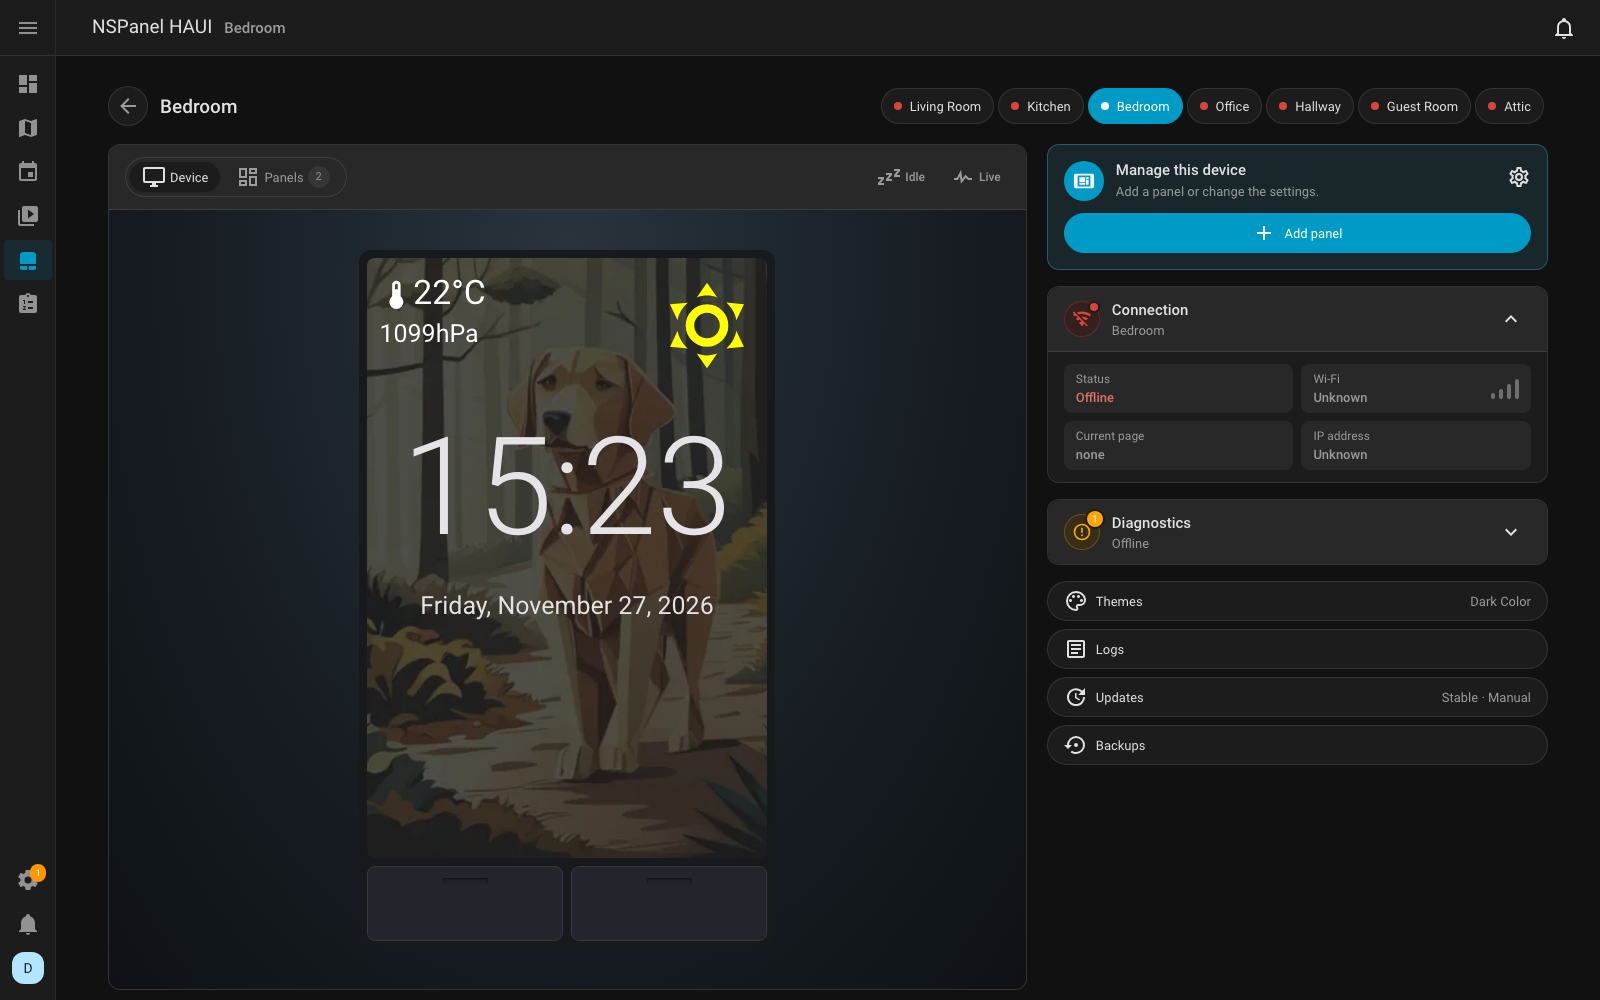 NSPanel HAUI Bedroom
Bedroom
Living Room
Kitchen
Bedroom
Office
Hallway
Guest Room
Attic
Device
Panels 2
zzZ Idle
Live
22°C
1099hPa
15:23
Friday, November 27, 2026
Manage this device
Add a panel or change the settings.
Add panel
Connection
Bedroom
Status
Offline
Wi-Fi
Unknown
Current page
none
IP address
Unknown
1
Diagnostics
Offline
Themes Dark Color
Logs
Updates Stable · Manual
Backups
1
D